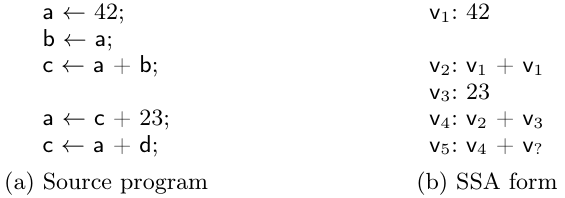 a ← 42; v₁: 42
b ← a;
c ← a + b; v₂: v₁ + v₁
v₃: 23
a ← c + 23; v₄: v₂ + v₃
c ← a + d; v₅: v₄ + v?
(a) Source program (b) SSA form